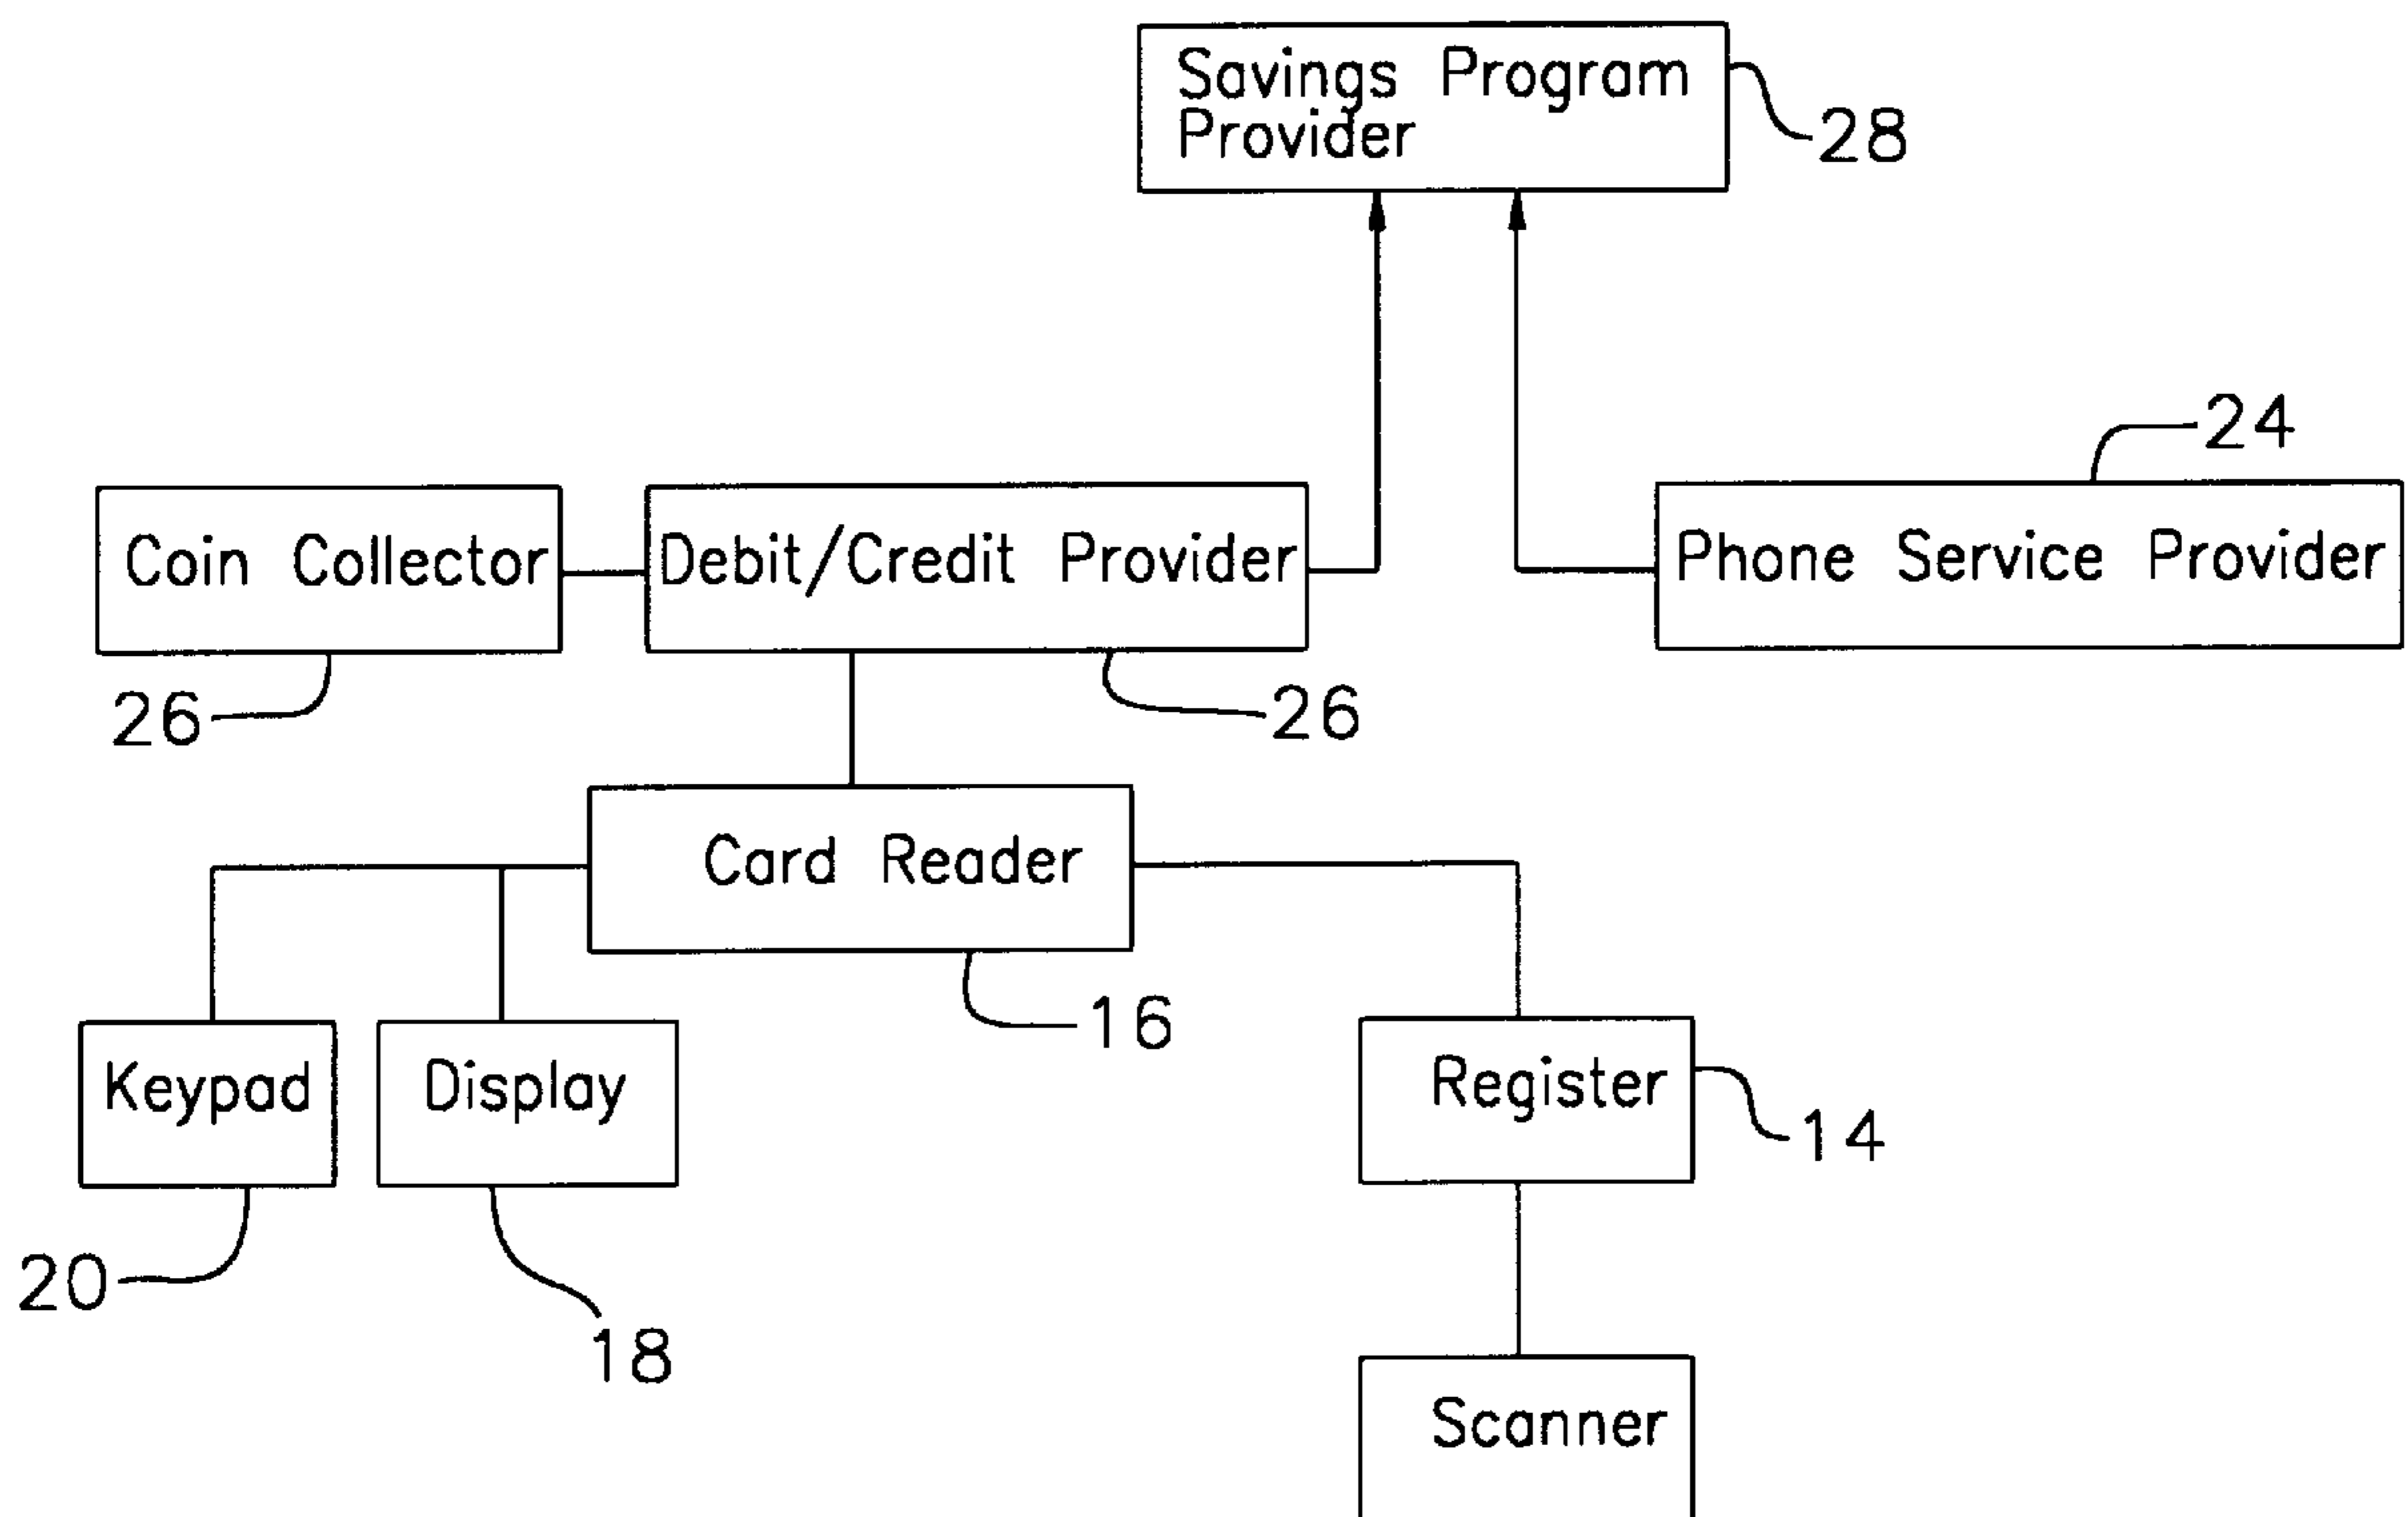 Savings Program
Provider
28
24
Coin Collector
Debit/Credit Provider
Phone Service Provider
26
26
Card Reader
16
Keypad
Display
Register
14
20
18
Scanner